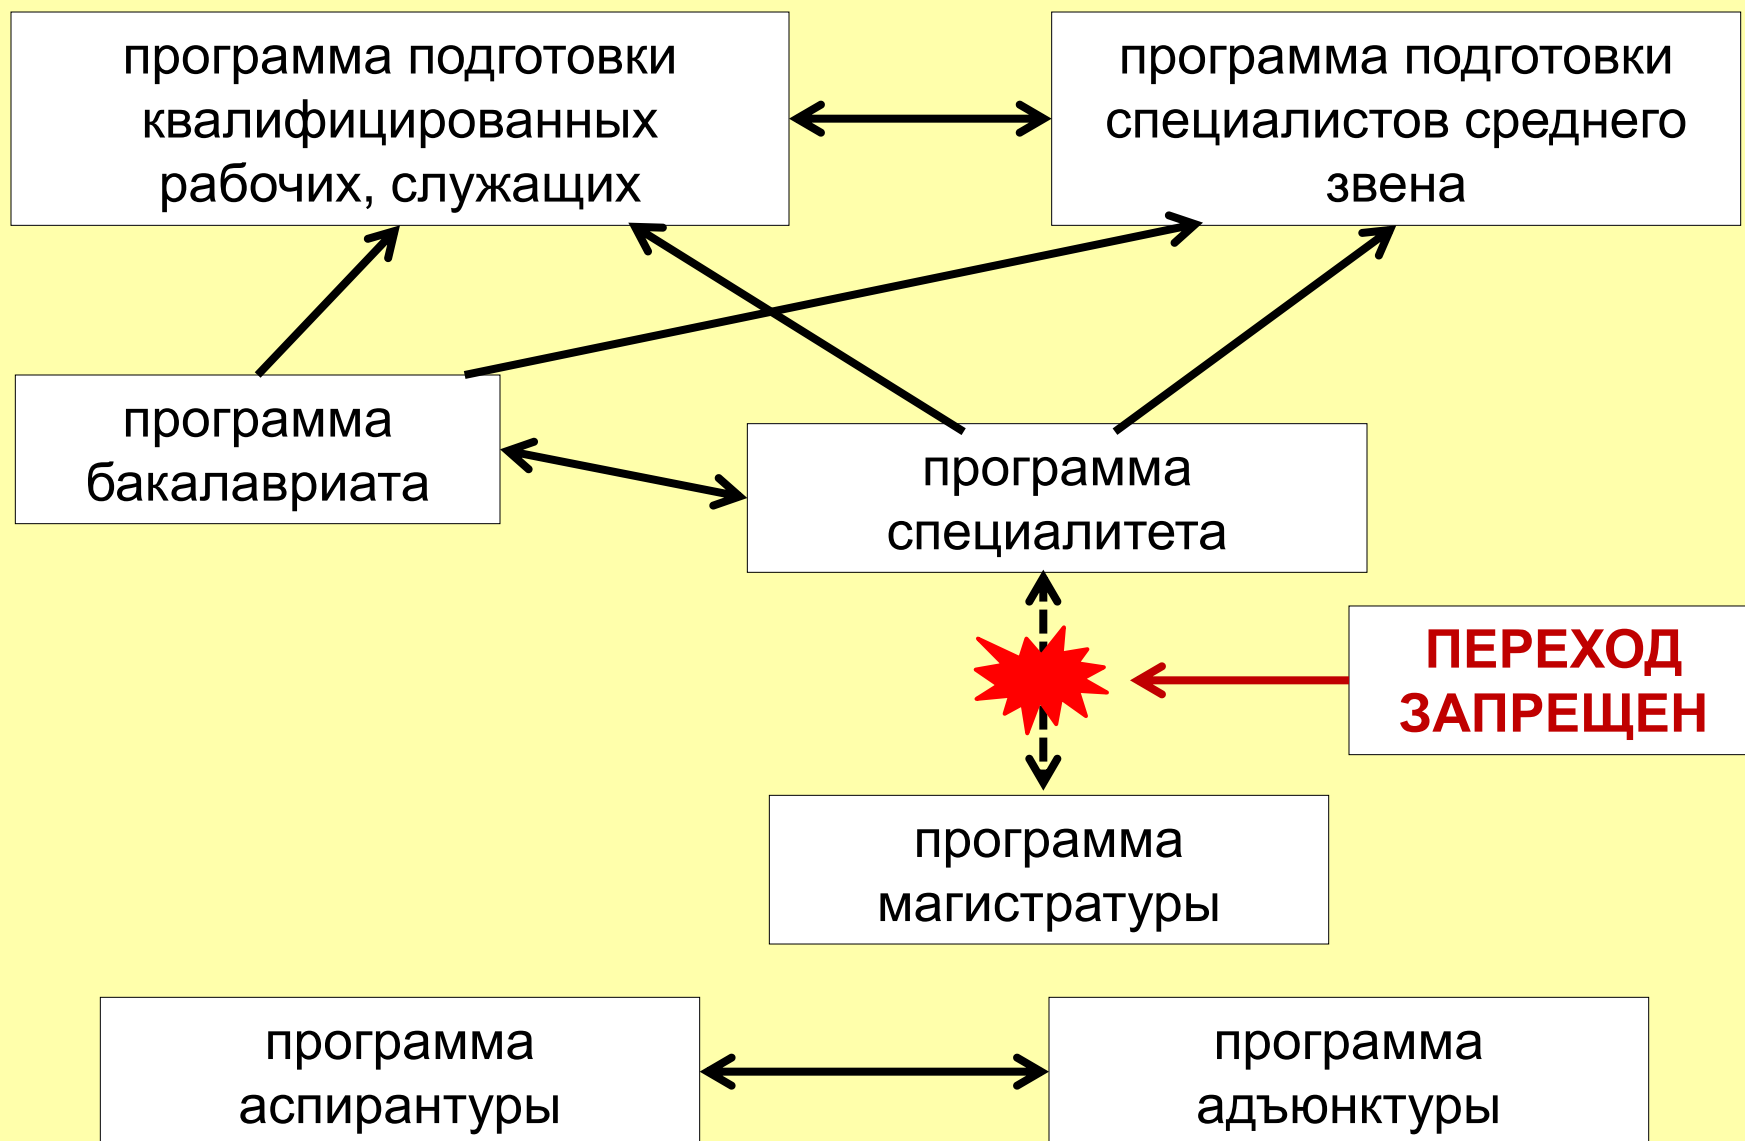 программа подготовки
квалифицированных
рабочих, служащих
программа подготовки
специалистов среднего
звена
программа
бакалавриата
программа
специалитета
ПЕРЕХОД
ЗАПРЕЩЕН
программа
магистратуры
программа
аспирантуры
программа
адъюнктуры